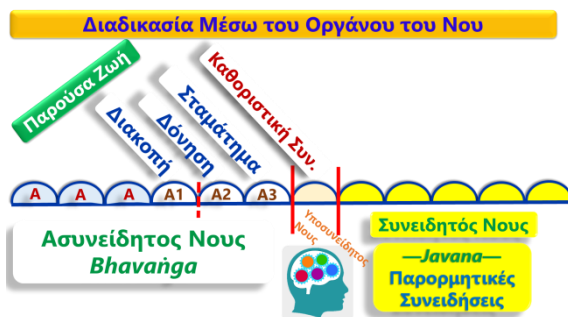 Διαδικασία Μέσω του Οργάνου του Νου
Παρούσα Ζωή
Διακοπή
Δόνηση
Σταμάτημα
Καθοριστική Συν.
A A A A1 A2 A3
Ασυνείδητος Νους
Bhavaṅga
Υποσυνείδητος
Νους
Συνειδητός Νους
—Javana—
Παρορμητικές
Συνειδήσεις